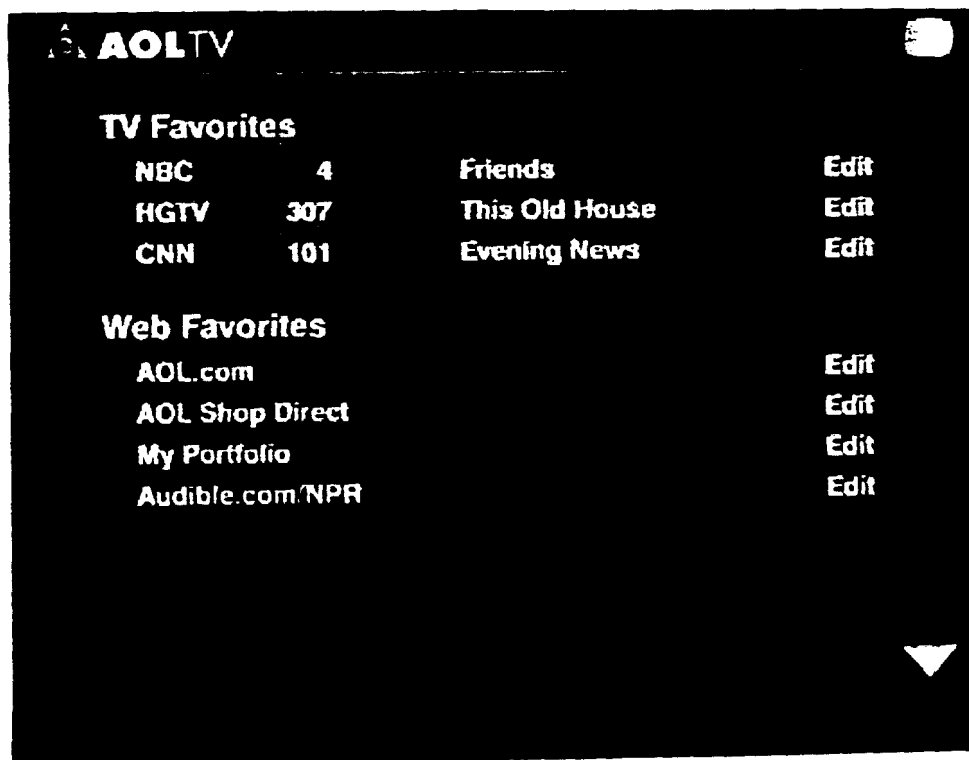 AOLTV
TV Favorites
NBC 4 Friends Edit
HGTV 307 This Old House Edit
CNN 101 Evening News Edit
Web Favorites
AOL.com Edit
AOL Shop Direct Edit
My Portfolio Edit
Audible.com/NPR Edit